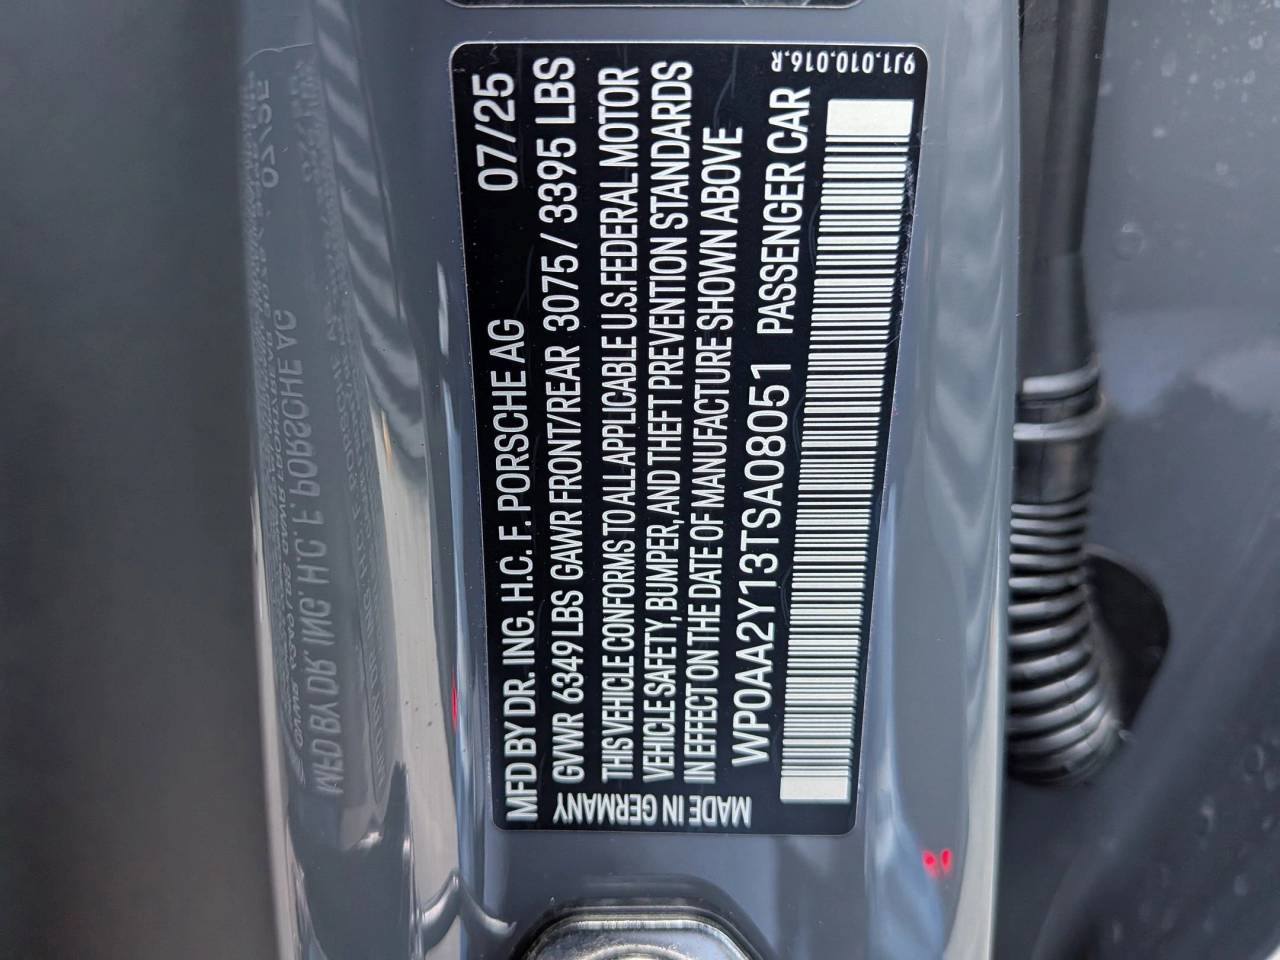 MFD BY DR. ING. H.C. F. PORSCHE AG 07/25
GVWR 6349 LBS GAWR FRONT/REAR 3075 / 3395 LBS
THIS VEHICLE CONFORMS TO ALL APPLICABLE U.S. FEDERAL MOTOR
VEHICLE SAFETY, BUMPER, AND THEFT PREVENTION STANDARDS
IN EFFECT ON THE DATE OF MANUFACTURE SHOWN ABOVE
WP0AA2Y13TSA08051 PASSENGER CAR
MADE IN GERMANY
9J1.010.016.R